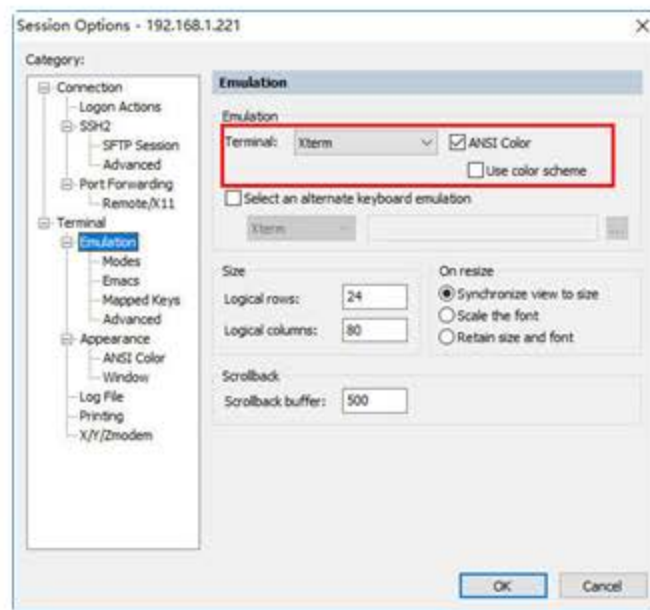 Session Options - 192.168.1.221
Category:
Connection
Logon Actions
SSH2
SFTP Session
Advanced
Port Forwarding
Remote/X11
Terminal
Emulation
Modes
Emacs
Mapped Keys
Advanced
Appearance
ANSI Color
Window
Log File
Printing
X/Y/Zmodem
Emulation
Emulation
Terminal: Xterm ANSI Color
Use color scheme
Select an alternate keyboard emulation
Xterm ...
Size
Logical rows: 24
Logical columns: 80
On resize
Synchronize view to size
Scale the font
Retain size and font
Scrollback
Scrollback buffer: 500
OK Cancel